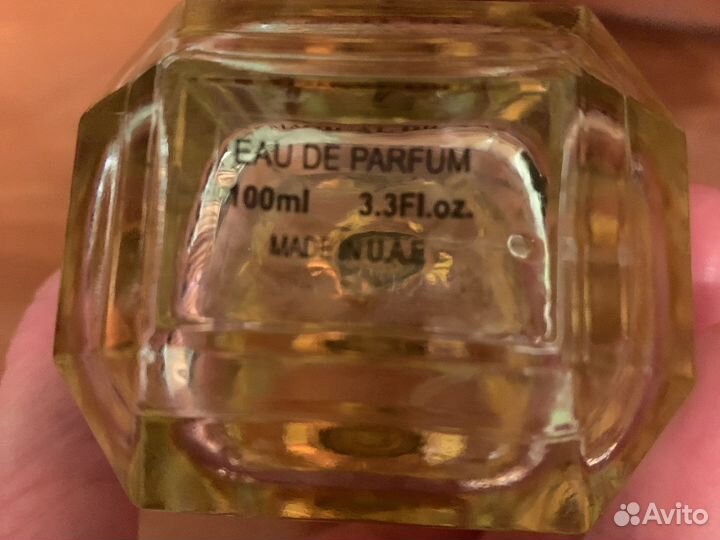 EAU DE PARFUM
100ml 3.3Fl.oz.
MADE IN U.A.E
Avito